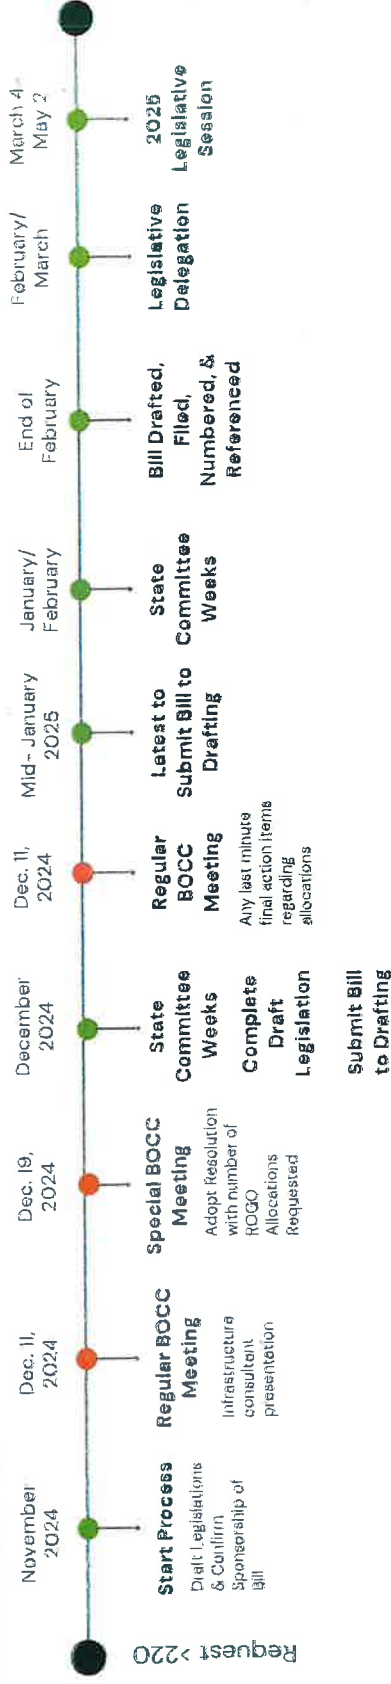 Request >220
November
2024
Start Process
Draft Legislations
& Confirm
Sponsorship of
Bill
Dec. 11,
2024
Regular BOCC
Meeting
Infrastructure
consultant
presentation
Dec. 19,
2024
Special BOCC
Meeting
Adopt Resolution
with number of
ROGO
Allocations
Requested
December
2024
State
Committee
Weeks
Complete
Draft
Legislation
Submit Bill
to Drafting
Dec. 11,
2024
Regular
BOCC
Meeting
Any last minute
final action items
regarding
allocations
Mid-January
2025
Latest to
Submit Bill to
Drafting
January/
February
State
Committee
Weeks
End of
February
Bill Drafted,
Filed,
Numbered, &
Referenced
February/
March
Legislative
Delegation
March 4-
May 2
2025
Legislative
Session